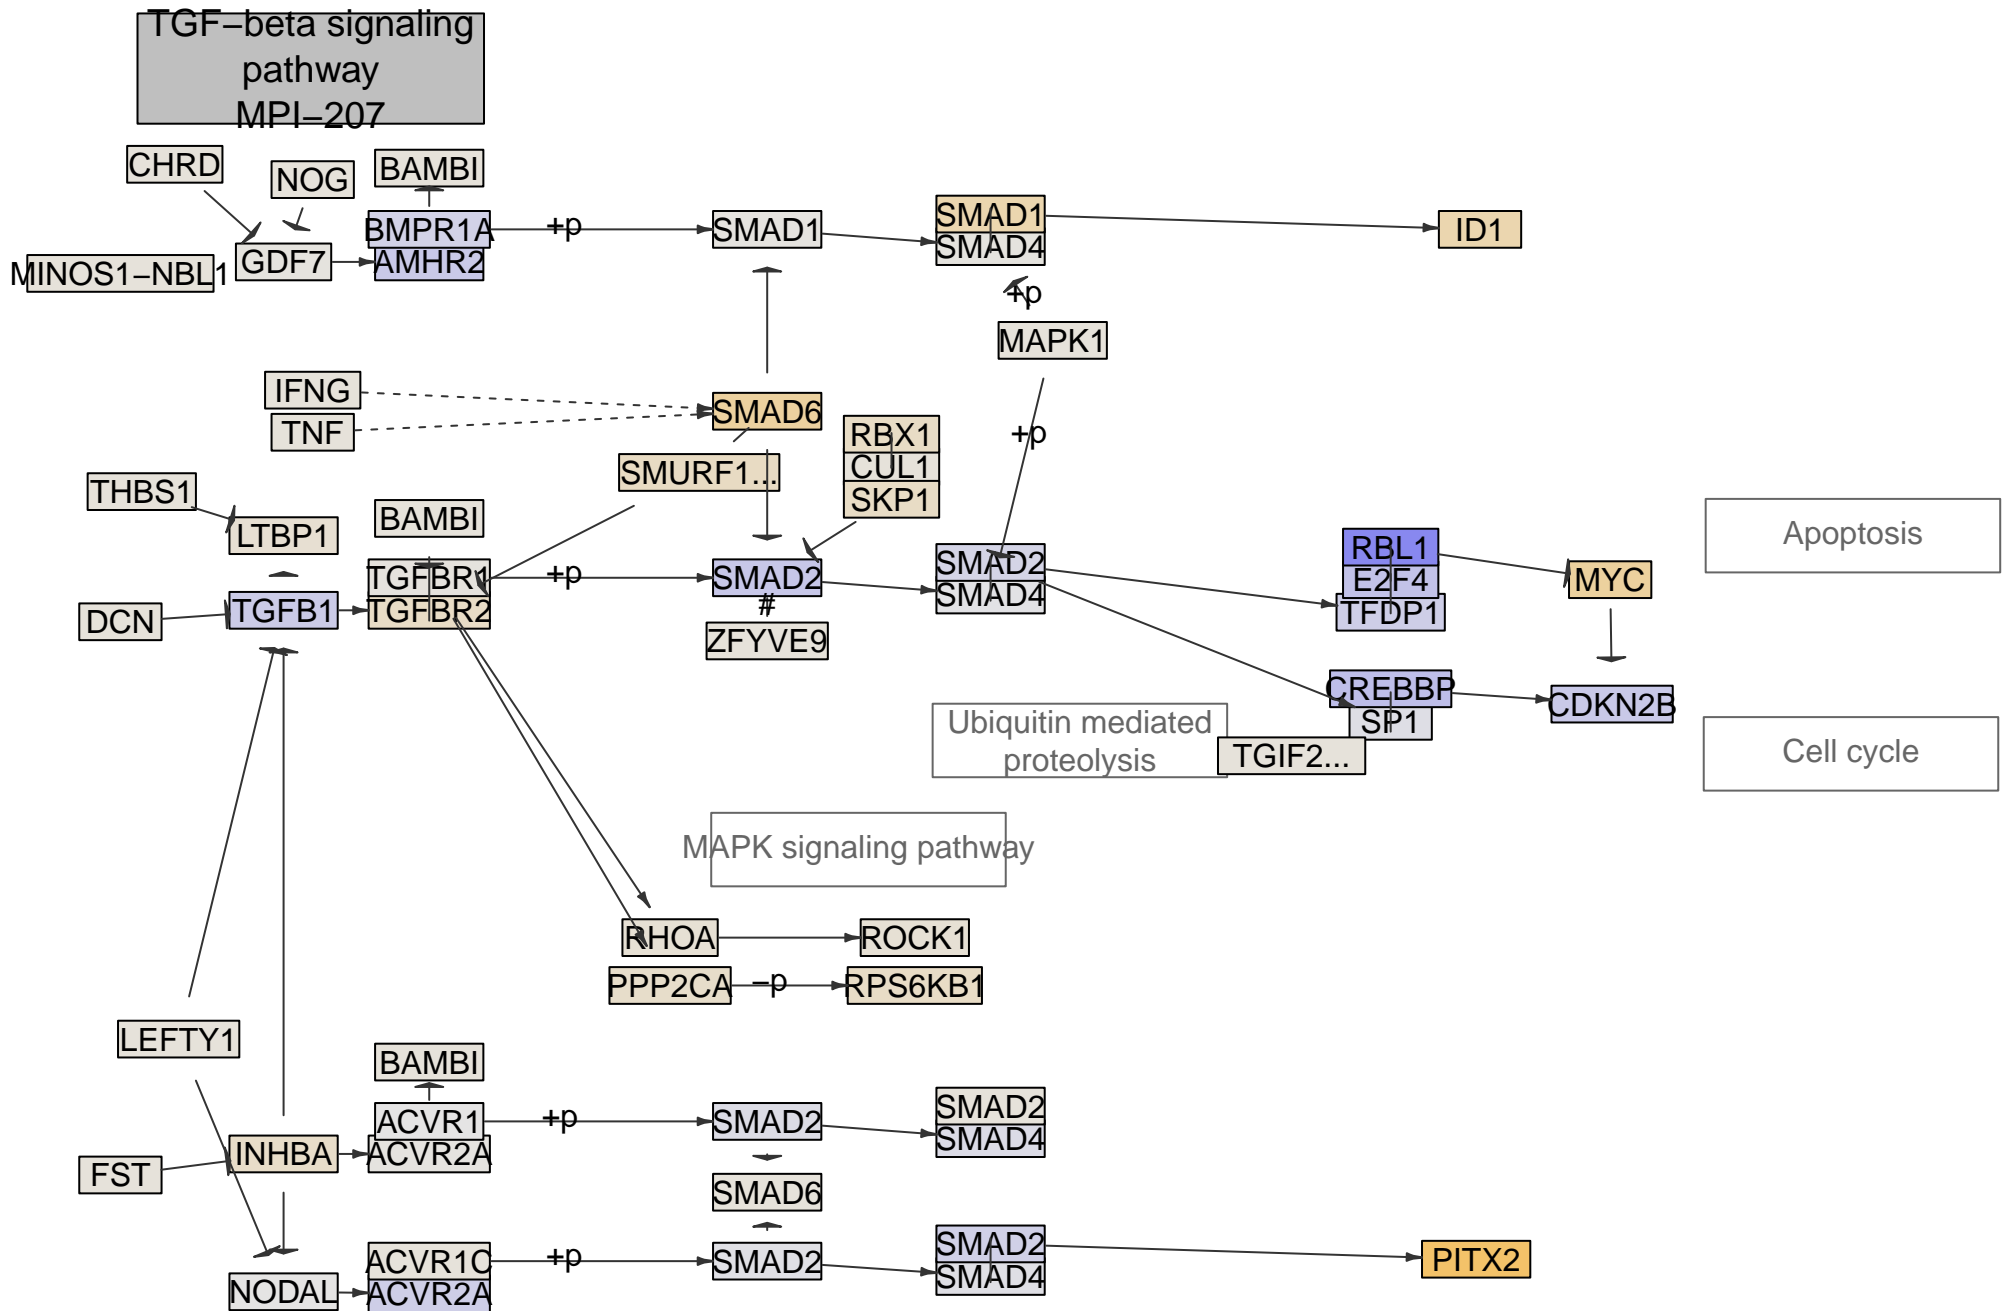 TGF−beta signaling
pathway
MPI−207
CHRD
NOG
BAMBI
BMPR1A
+p
SMAD1
SMAD1
SMAD4
ID1
MINOS1−NBL1
GDF7
AMHR2
+p
MAPK1
IFNG
TNF
SMAD6
RBX1
CUL1
SKP1
+p
SMURF1...
THBS1
LTBP1
BAMBI
TGFBR1
TGFBR2
+p
SMAD2
#
ZFYVE9
SMAD2
SMAD4
RBL1
E2F4
TFDP1
MYC
Apoptosis
DCN
TGFB1
CREBBP
SP1
TGIF2...
CDKN2B
Ubiquitin mediated
proteolysis
Cell cycle
MAPK signaling pathway
RHOA
ROCK1
PPP2CA
−p
RPS6KB1
LEFTY1
BAMBI
ACVR1
ACVR2A
+p
SMAD2
SMAD2
SMAD4
INHBA
FST
SMAD6
ACVR1C
ACVR2A
+p
SMAD2
SMAD2
SMAD4
PITX2
NODAL